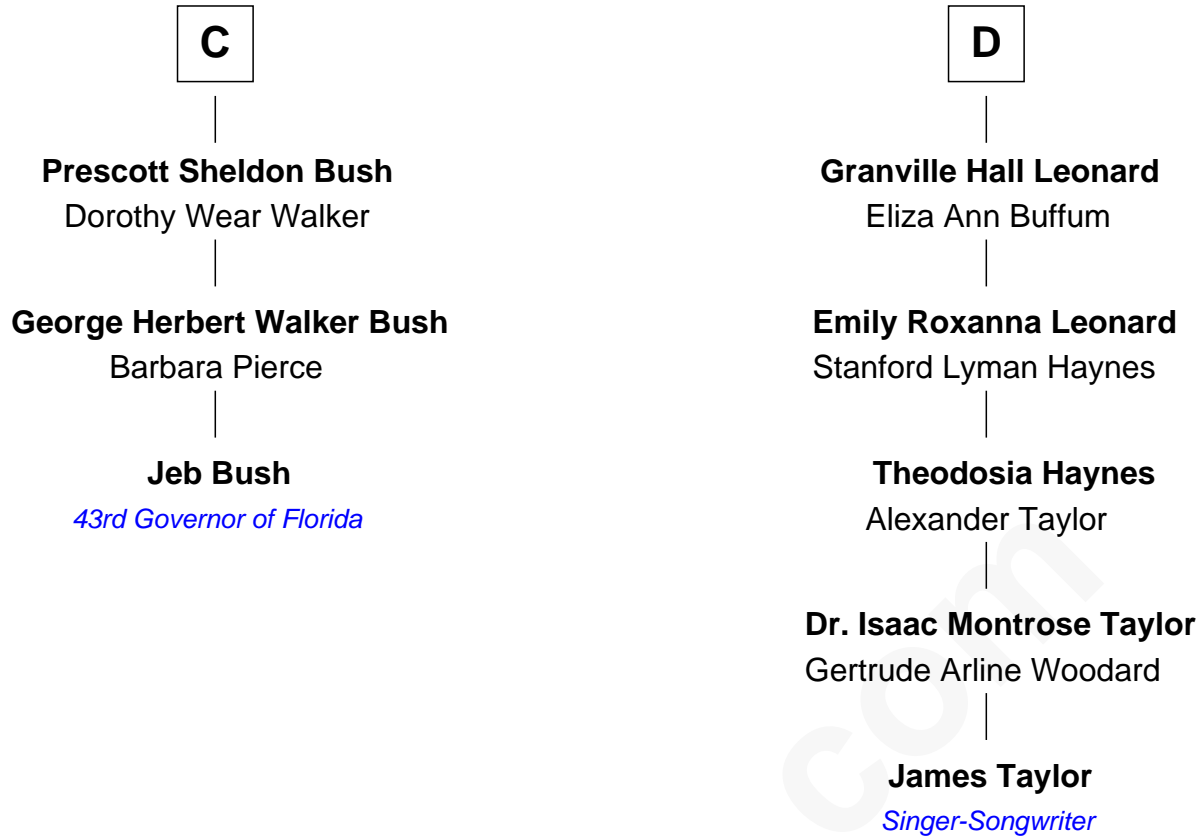 C
Prescott Sheldon Bush
Dorothy Wear Walker
George Herbert Walker Bush
Barbara Pierce
Jeb Bush
43rd Governor of Florida
D
Granville Hall Leonard
Eliza Ann Buffum
Emily Roxanna Leonard
Stanford Lyman Haynes
Theodosia Haynes
Alexander Taylor
Dr. Isaac Montrose Taylor
Gertrude Arline Woodard
James Taylor
Singer-Songwriter
com